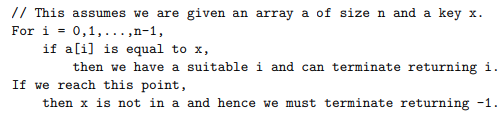 // This assumes we are given an array a of size n and a key x.
For i = 0,1,...,n-1,
if a[i] is equal to x,
then we have a suitable i and can terminate returning i.
If we reach this point,
then x is not in a and hence we must terminate returning -1.